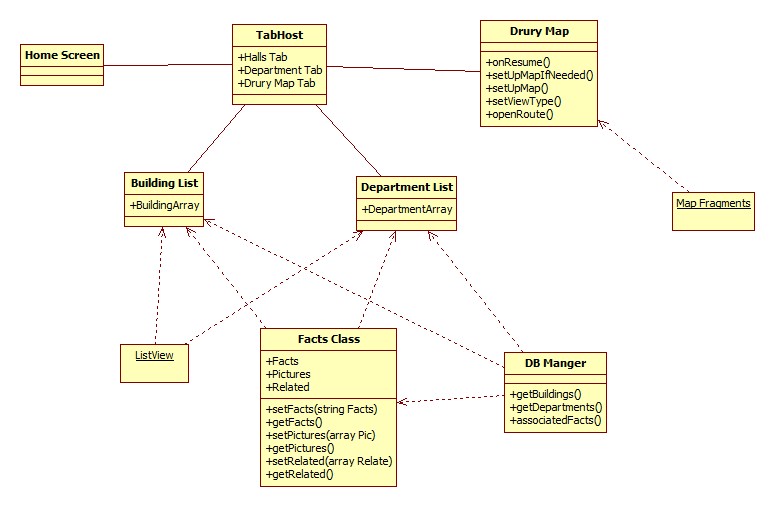 Home Screen
TabHost
+Halls Tab
+Department Tab
+Drury Map Tab
Drury Map
+onResume()
+setUpMapIfNeeded()
+setUpMap()
+setViewType()
+openRoute()
Building List
+BuildingArray
Department List
+DepartmentArray
Map Fragments
ListView
Facts Class
+Facts
+Pictures
+Related
+setFacts(string Facts)
+getFacts()
+setPictures(array Pic)
+getPictures()
+setRelated(array Relate)
+getRelated()
DB Manger
+getBuildings()
+getDepartments()
+associatedFacts()